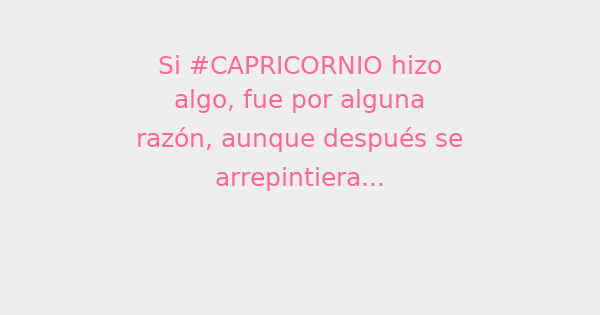 Si #CAPRICORNIO hizo
algo, fue por alguna
razón, aunque después se
arrepintiera...